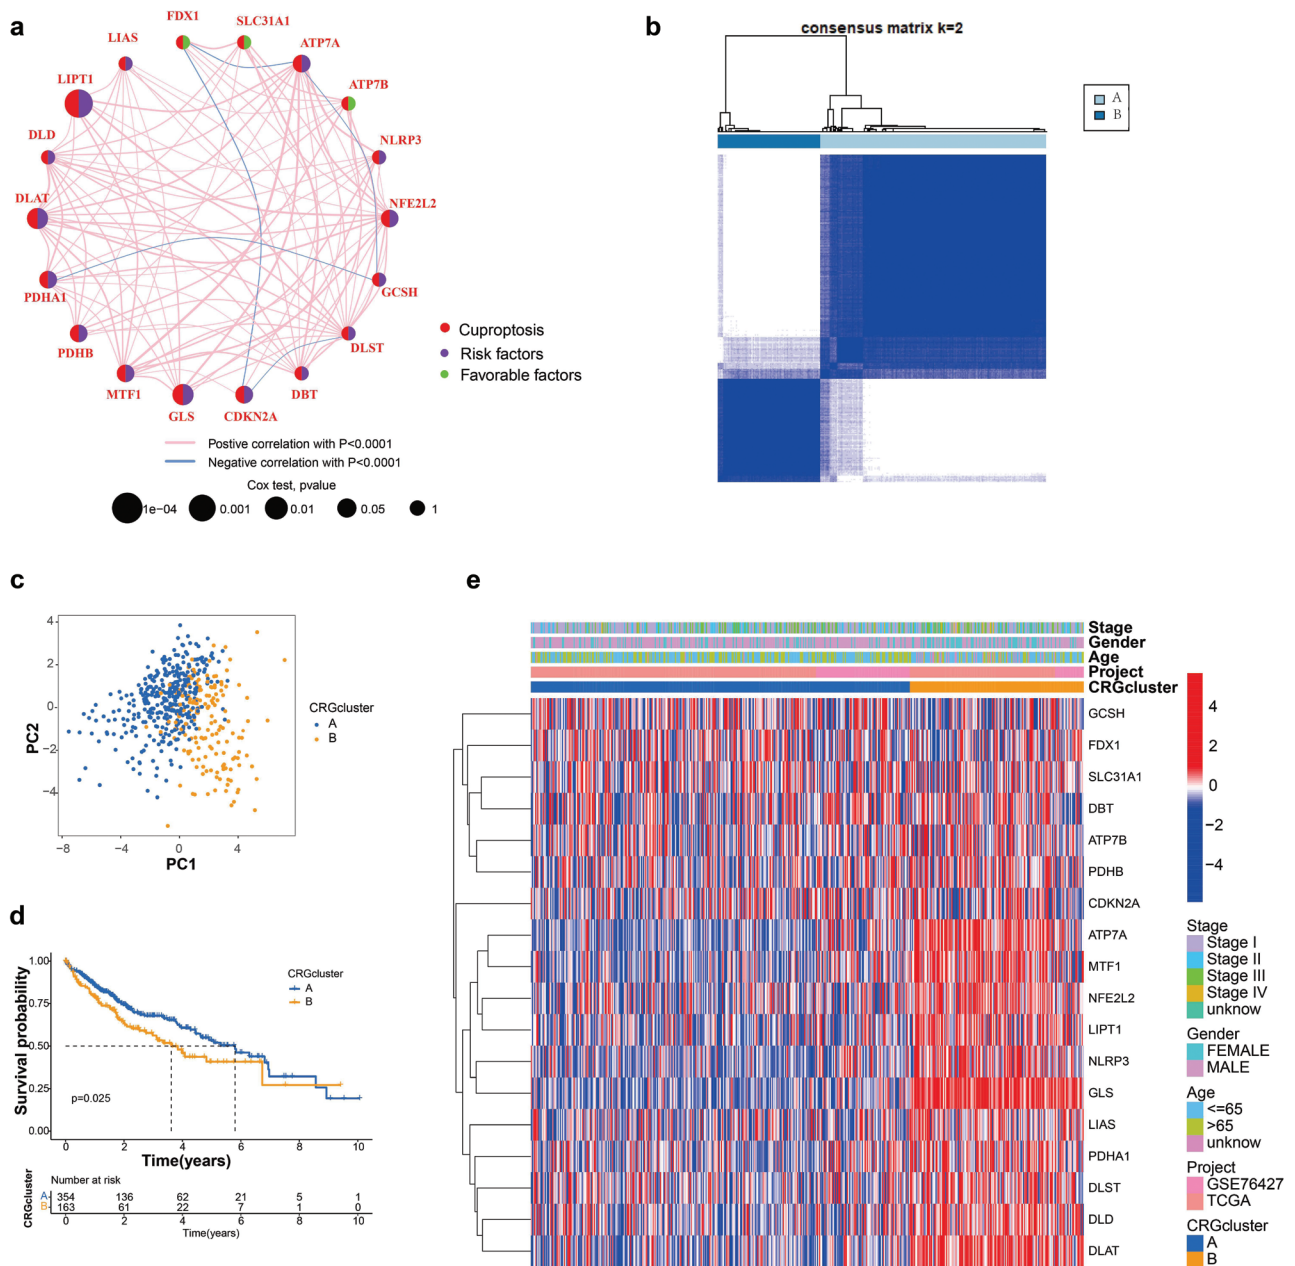 a
FDX1
SLC31A1
LIAS
ATP7A
LIPT1
ATP7B
DLD
NLRP3
DLAT
NFE2L2
PDHA1
GCSH
PDHB
DLST
MTF1
DBT
GLS
CDKN2A
Cuproptosis
Risk factors
Favorable factors
Postive correlation with P<0.0001
Negative correlation with P<0.0001
Cox test, pvalue
1e−04 0.001 0.01 0.05 1
b
consensus matrix k=2
A
B
c
4
2
0
−2
−4
PC2
−8 −4 0 4
PC1
CRGcluster
A
B
d
CRGcluster
A
B
1.00
0.75
0.50
0.25
0.00
Survival probability
p=0.025
0 2 4 6 8 10
Time(years)
Number at risk
CRGcluster
A 354 136 62 21 5 1
B 163 61 22 7 1 0
0 2 4 6 8 10
Time(years)
e
Stage
Gender
Age
Project
CRGcluster
GCSH
FDX1
SLC31A1
DBT
ATP7B
PDHB
CDKN2A
ATP7A
MTF1
NFE2L2
LIPT1
NLRP3
GLS
LIAS
PDHA1
DLST
DLD
DLAT
4
2
0
−2
−4
Stage
Stage I
Stage II
Stage III
Stage IV
unknow
Gender
FEMALE
MALE
Age
<=65
>65
unknow
Project
GSE76427
TCGA
CRGcluster
A
B